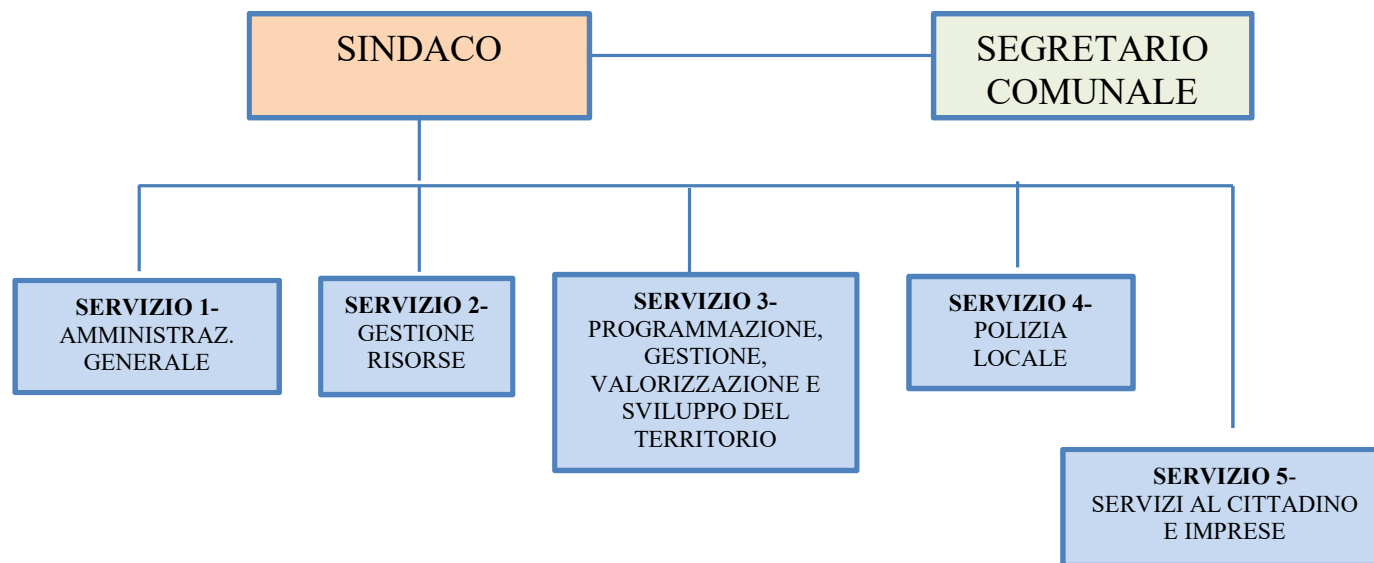 SINDACO
SEGRETARIO
COMUNALE
SERVIZIO 1-
AMMINISTRAZ.
GENERALE
SERVIZIO 2-
GESTIONE
RISORSE
SERVIZIO 3-
PROGRAMMAZIONE,
GESTIONE,
VALORIZZAZIONE E
SVILUPPO DEL
TERRITORIO
SERVIZIO 4-
POLIZIA
LOCALE
SERVIZIO 5-
SERVIZI AL CITTADINO
E IMPRESE